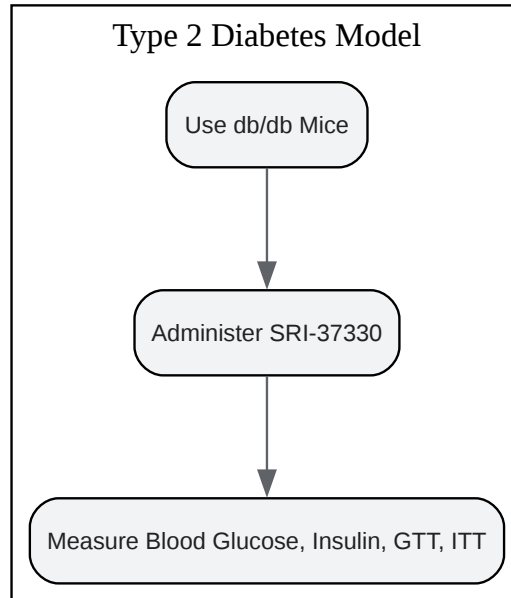 Type 2 Diabetes Model
Use db/db Mice
Administer SRI-37330
Measure Blood Glucose, Insulin, GTT, ITT